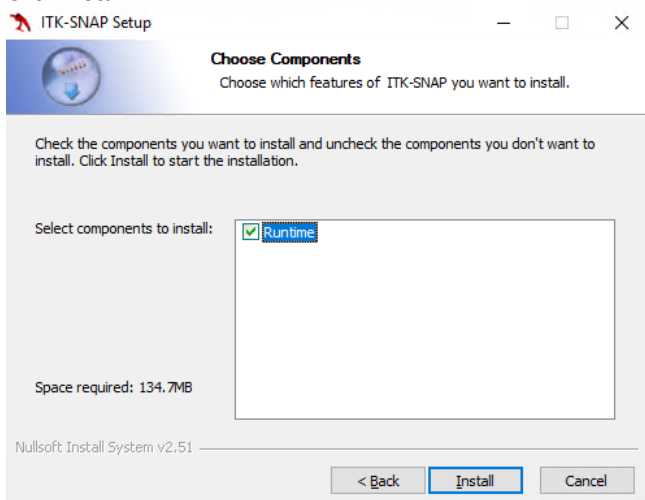 ITK-SNAP Setup
Choose Components
Choose which features of ITK-SNAP you want to install.
Check the components you want to install and uncheck the components you don't want to
install. Click Install to start the installation.
Select components to install:
Runtime
Space required: 134.7MB
Nullsoft Install System v2.51
< Back
Install
Cancel